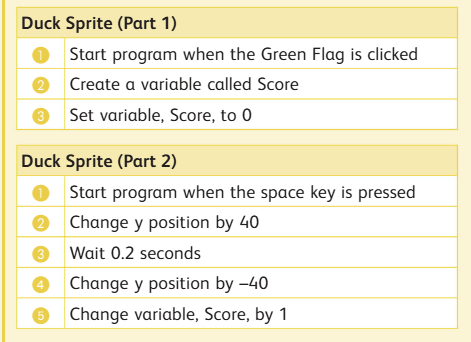 Duck Sprite (Part 1)
1 Start program when the Green Flag is clicked
2 Create a variable called Score
3 Set variable, Score, to 0
Duck Sprite (Part 2)
1 Start program when the space key is pressed
2 Change y position by 40
3 Wait 0.2 seconds
4 Change y position by –40
5 Change variable, Score, by 1